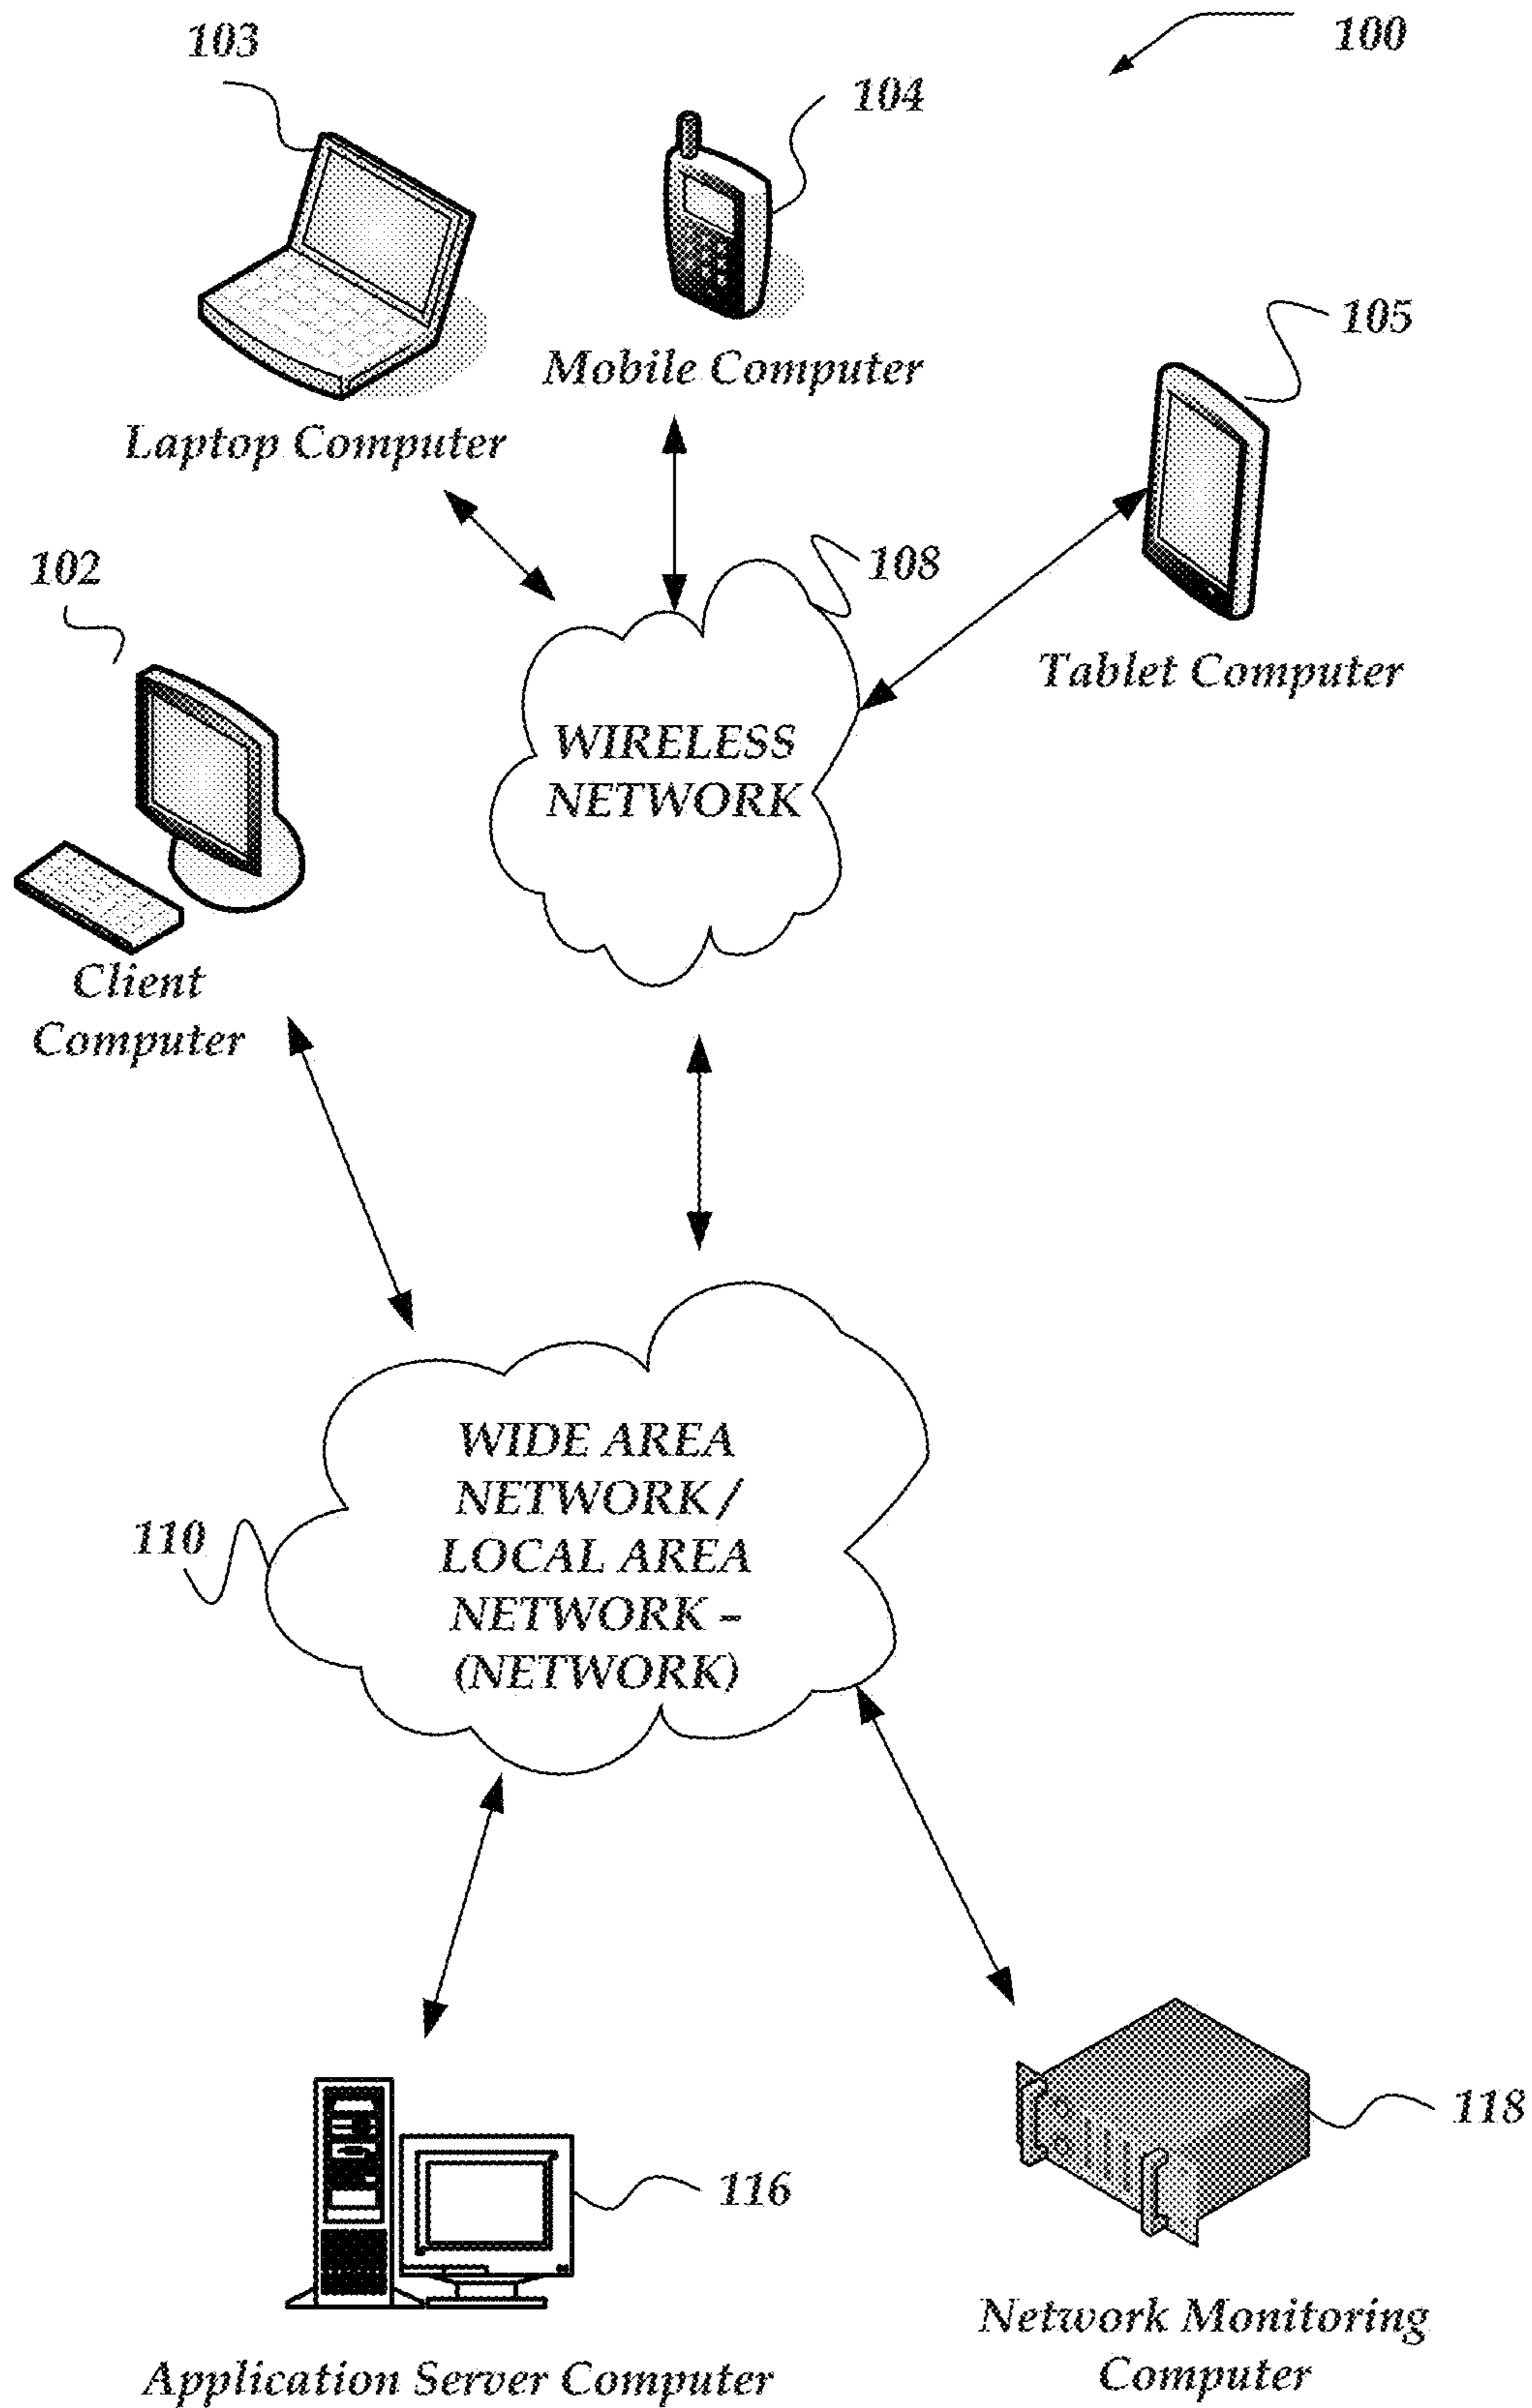 100
103
104
Mobile Computer
105
Laptop Computer
102
108
Tablet Computer
WIRELESS
NETWORK
Client
Computer
WIDE AREA
NETWORK /
LOCAL AREA
NETWORK –
(NETWORK)
110
116
118
Application Server Computer
Network Monitoring
Computer